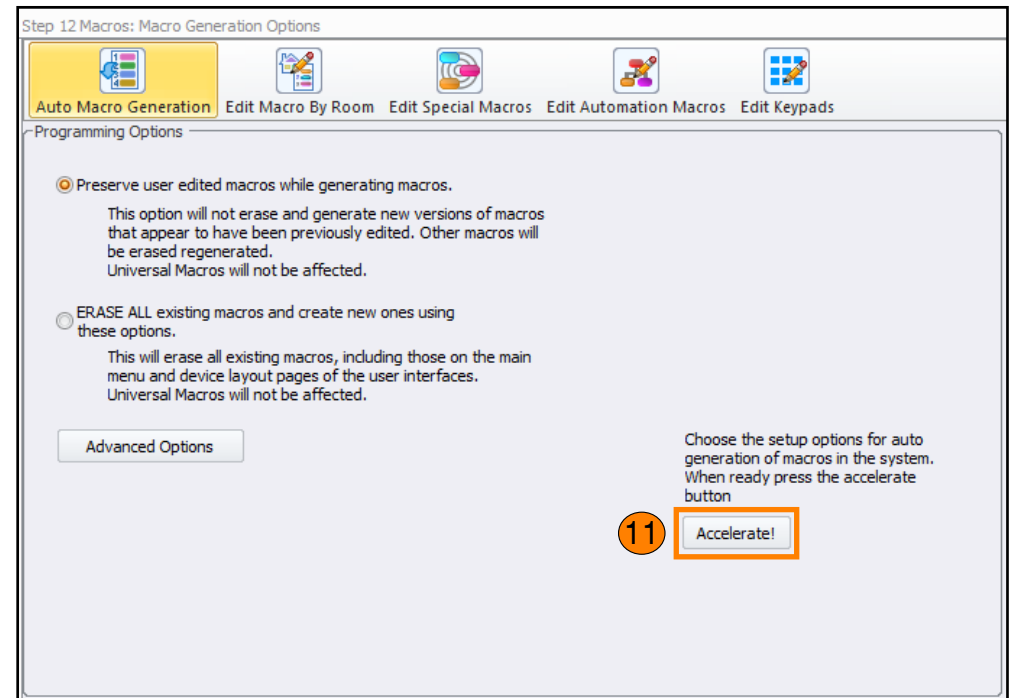 Step 12 Macros: Macro Generation Options
Auto Macro Generation Edit Macro By Room Edit Special Macros Edit Automation Macros Edit Keypads
Programming Options
Preserve user edited macros while generating macros.
This option will not erase and generate new versions of macros
that appear to have been previously edited. Other macros will
be erased regenerated.
Universal Macros will not be affected.
ERASE ALL existing macros and create new ones using
these options.
This will erase all existing macros, including those on the main
menu and device layout pages of the user interfaces.
Universal Macros will not be affected.
Advanced Options
Choose the setup options for auto
generation of macros in the system.
When ready press the accelerate
button
11 Accelerate!